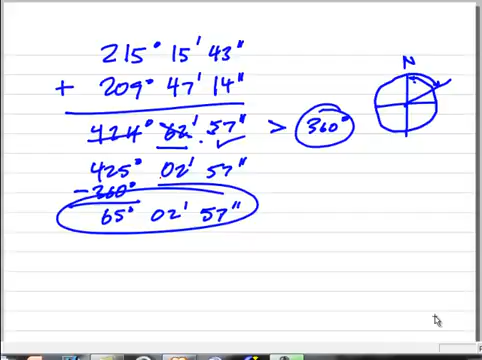 215° 15' 43"
+ 209° 47' 14"
424° 62' 57" > 360°
425° 02' 57"
- 360°
65° 02' 57"
N